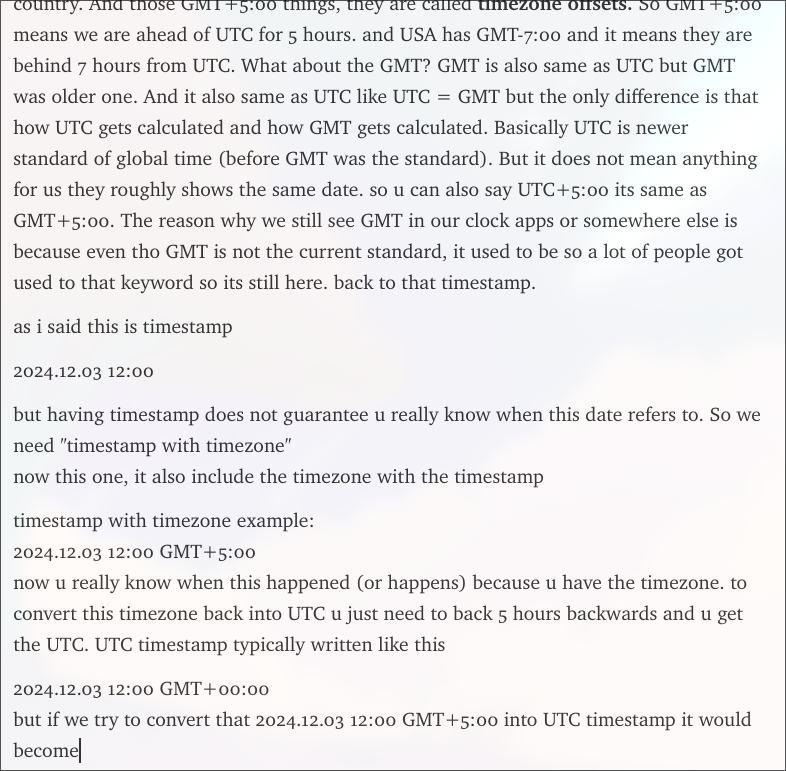 country. And those GMT+5:00 things, they are called timezone offsets. So GMT+5:00
means we are ahead of UTC for 5 hours. and USA has GMT-7:00 and it means they are
behind 7 hours from UTC. What about the GMT? GMT is also same as UTC but GMT
was older one. And it also same as UTC like UTC = GMT but the only difference is that
how UTC gets calculated and how GMT gets calculated. Basically UTC is newer
standard of global time (before GMT was the standard). But it does not mean anything
for us they roughly shows the same date. so u can also say UTC+5:00 its same as
GMT+5:00. The reason why we still see GMT in our clock apps or somewhere else is
because even tho GMT is not the current standard, it used to be so a lot of people got
used to that keyword so its still here. back to that timestamp.
as i said this is timestamp
2024.12.03 12:00
but having timestamp does not guarantee u really know when this date refers to. So we
need "timestamp with timezone"
now this one, it also include the timezone with the timestamp
timestamp with timezone example:
2024.12.03 12:00 GMT+5:00
now u really know when this happened (or happens) because u have the timezone. to
convert this timezone back into UTC u just need to back 5 hours backwards and u get
the UTC. UTC timestamp typically written like this
2024.12.03 12:00 GMT+00:00
but if we try to convert that 2024.12.03 12:00 GMT+5:00 into UTC timestamp it would
become